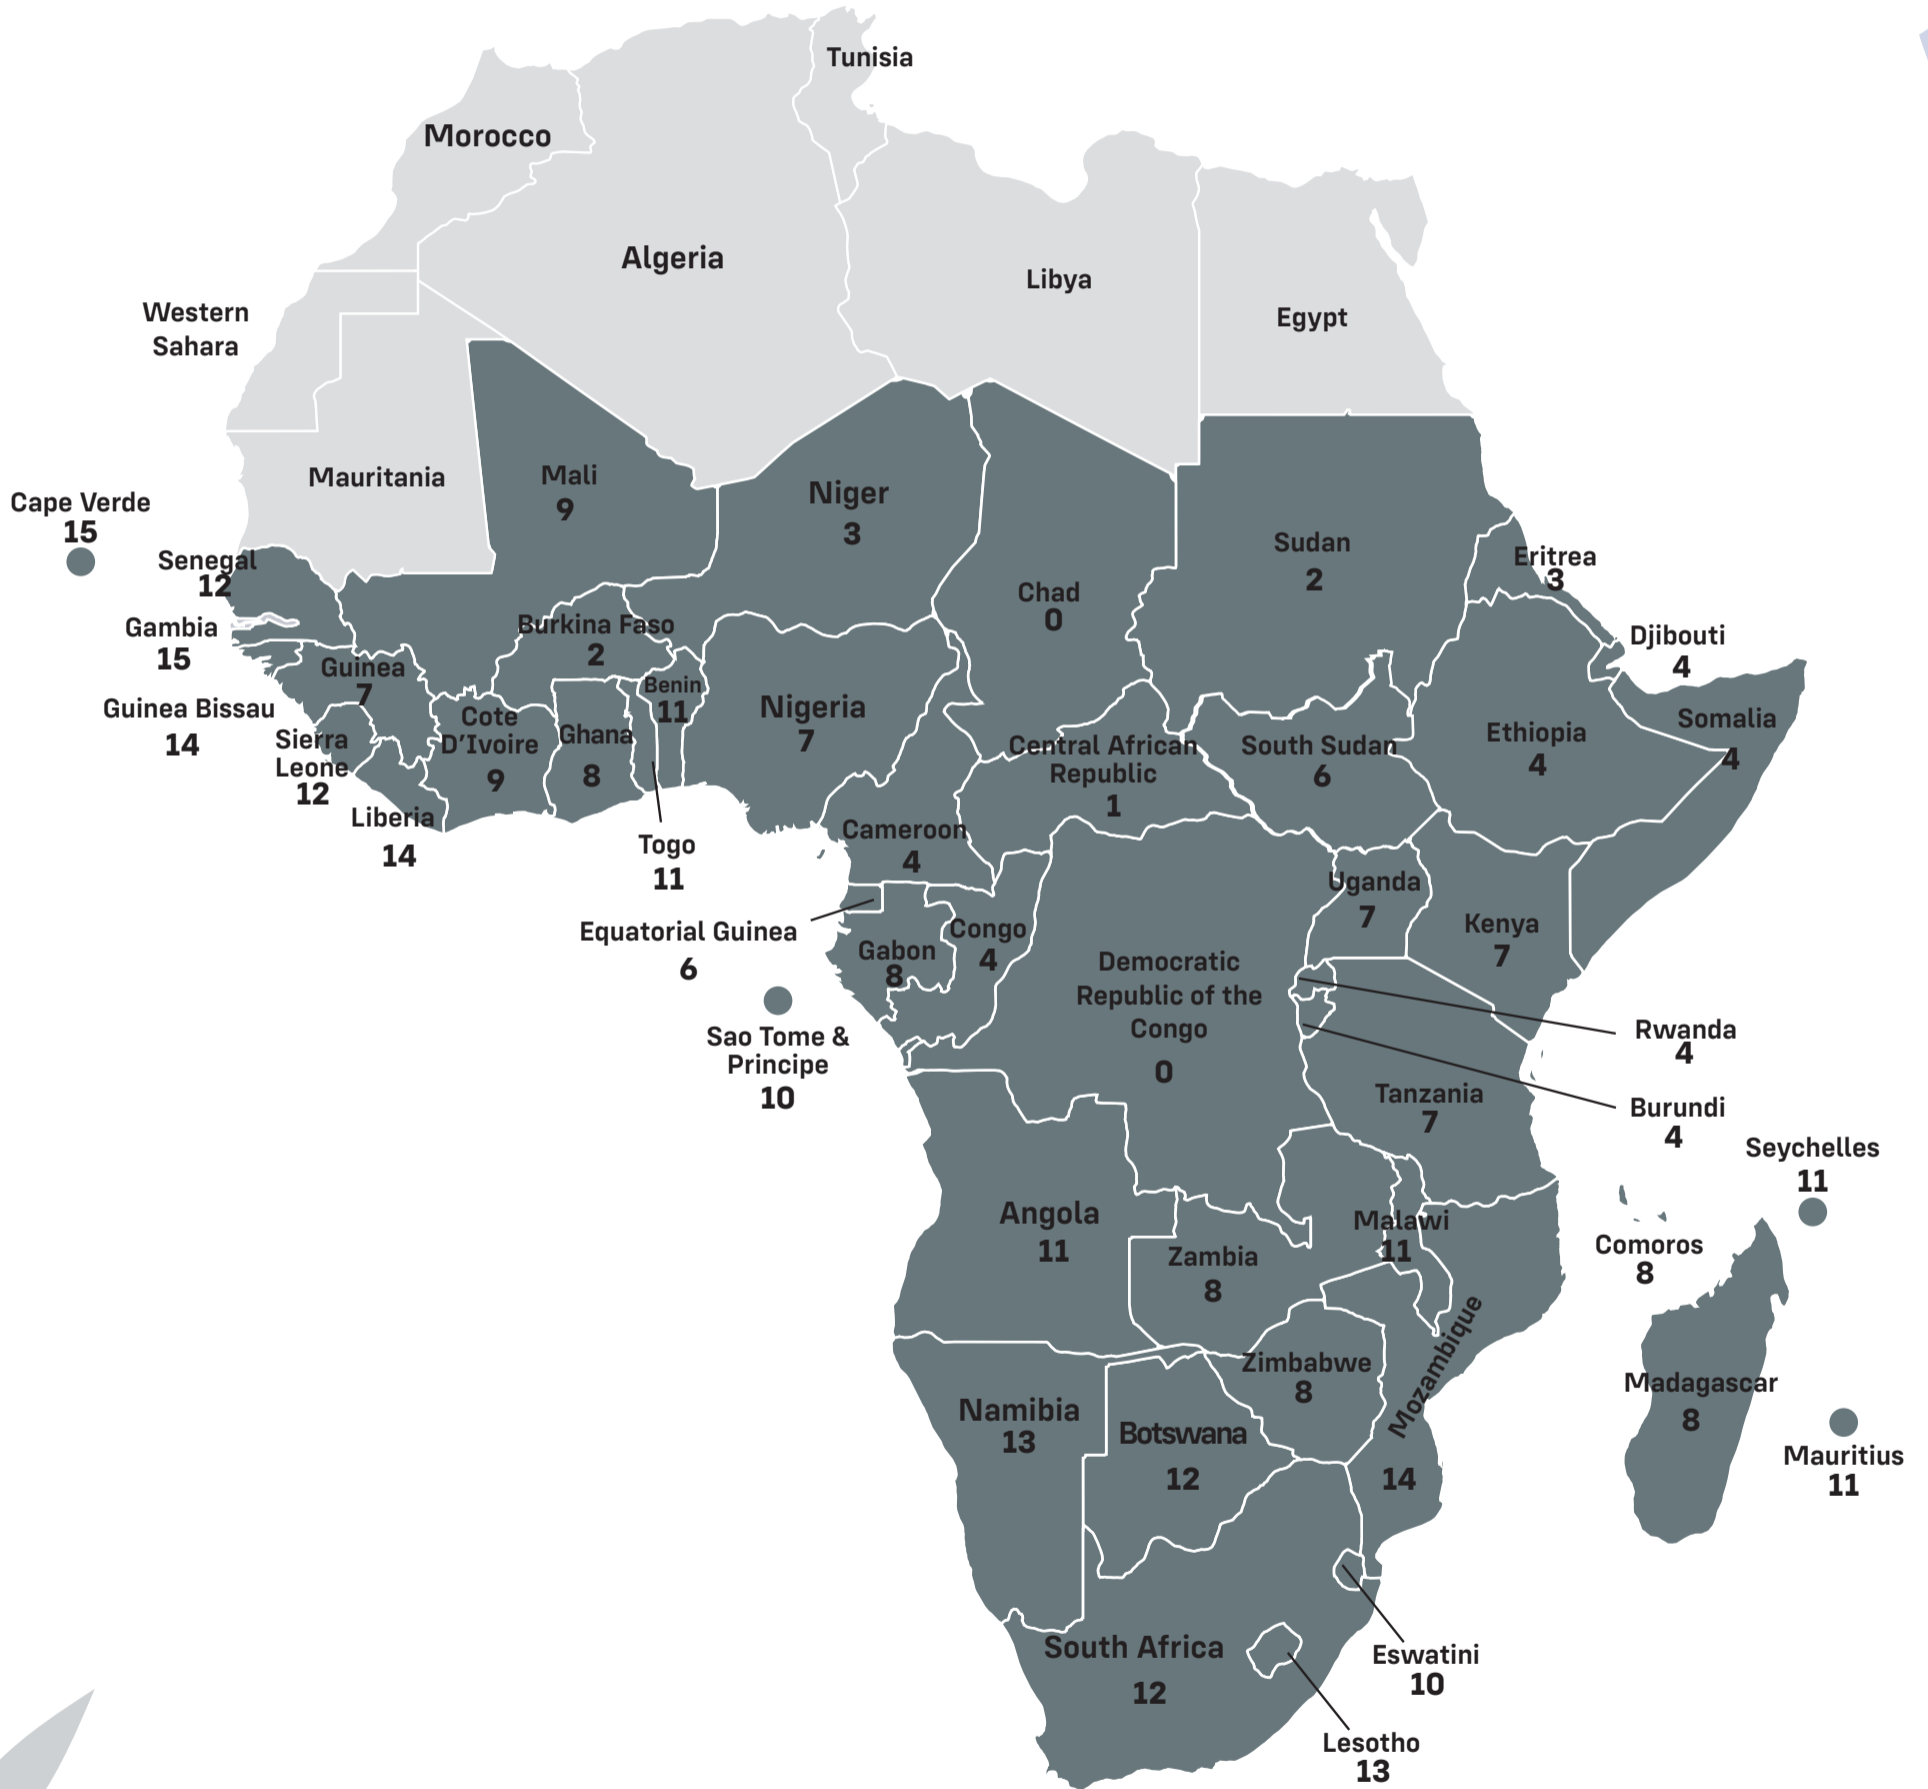 Tunisia
Morocco
Algeria
Libya
Egypt
Western
Sahara
Mauritania
Mali
9
Niger
3
Cape Verde
15
Senegal
12
Chad
0
Sudan
2
Eritrea
3
Gambia
15
Burkina Faso
2
Djibouti
4
Guinea
7
Benin
11
Guinea Bissau
14
Sierra
Leone
12
Cote
D'Ivoire
9
Ghana
8
Nigeria
7
Central African
Republic
1
South Sudan
6
Ethiopia
4
Somalia
4
Liberia
14
Togo
11
Cameroon
4
Equatorial Guinea
6
Gabon
8
Congo
4
Uganda
7
Kenya
7
Democratic
Republic of the
Congo
0
Sao Tome &
Principe
10
Rwanda
4
Tanzania
7
Burundi
4
Seychelles
11
Angola
11
Zambia
8
Malawi
11
Comoros
8
Mozambique
14
Zimbabwe
8
Madagascar
8
Namibia
13
Botswana
12
Mauritius
11
South Africa
12
Eswatini
10
Lesotho
13